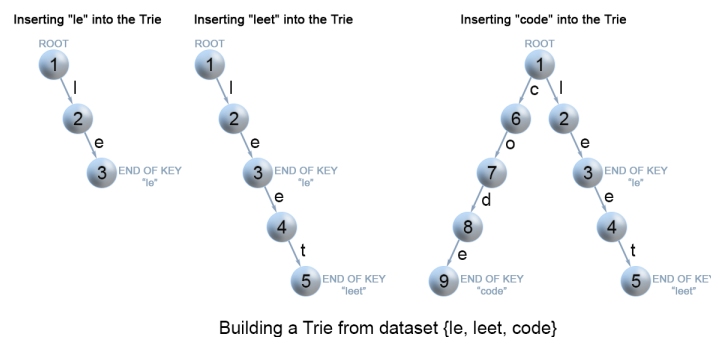 Inserting "le" into the Trie
ROOT
1
l
2
e
3
END OF KEY
"le"
Inserting "leet" into the Trie
ROOT
1
l
2
e
3
END OF KEY
"le"
e
4
t
5
END OF KEY
"leet"
Inserting "code" into the Trie
ROOT
1
c
l
6
2
o
e
7
3
END OF KEY
"le"
d
e
8
4
e
t
9
END OF KEY
"code"
5
END OF KEY
"leet"
Building a Trie from dataset {le, leet, code}